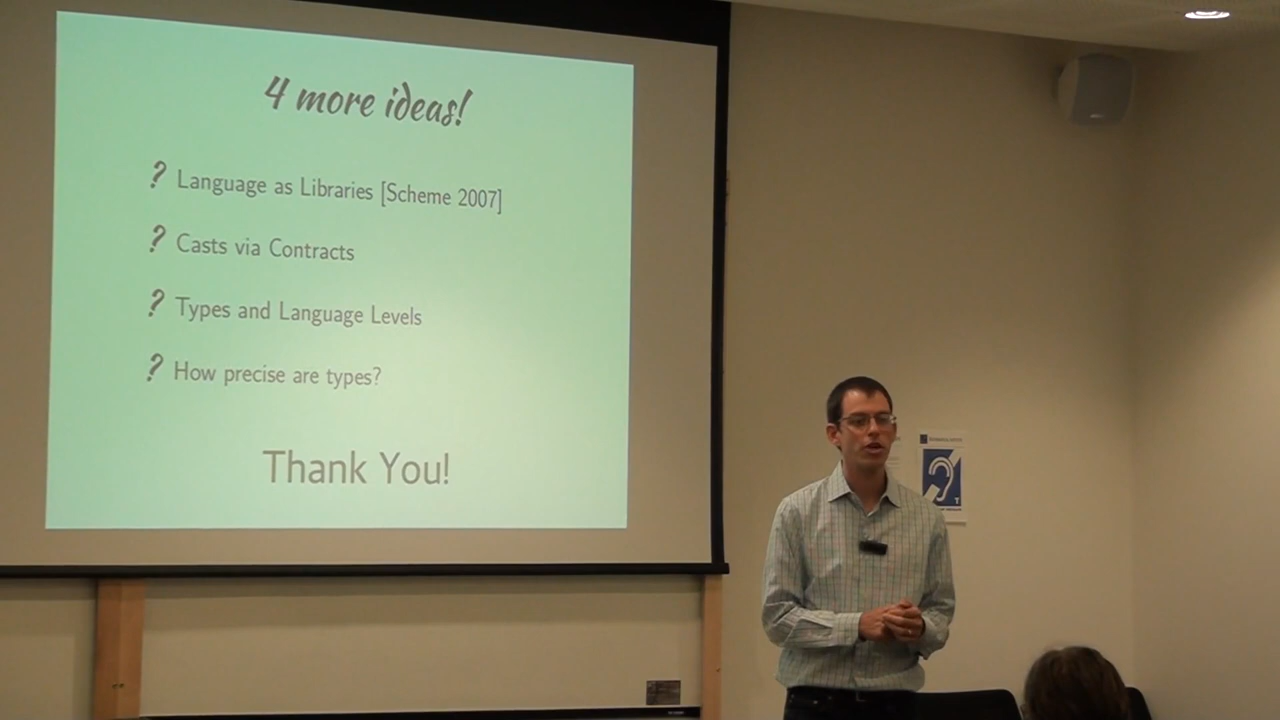 4 more ideas!
? Language as Libraries [Scheme 2007]
? Casts via Contracts
? Types and Language Levels
? How precise are types?
Thank You!
T